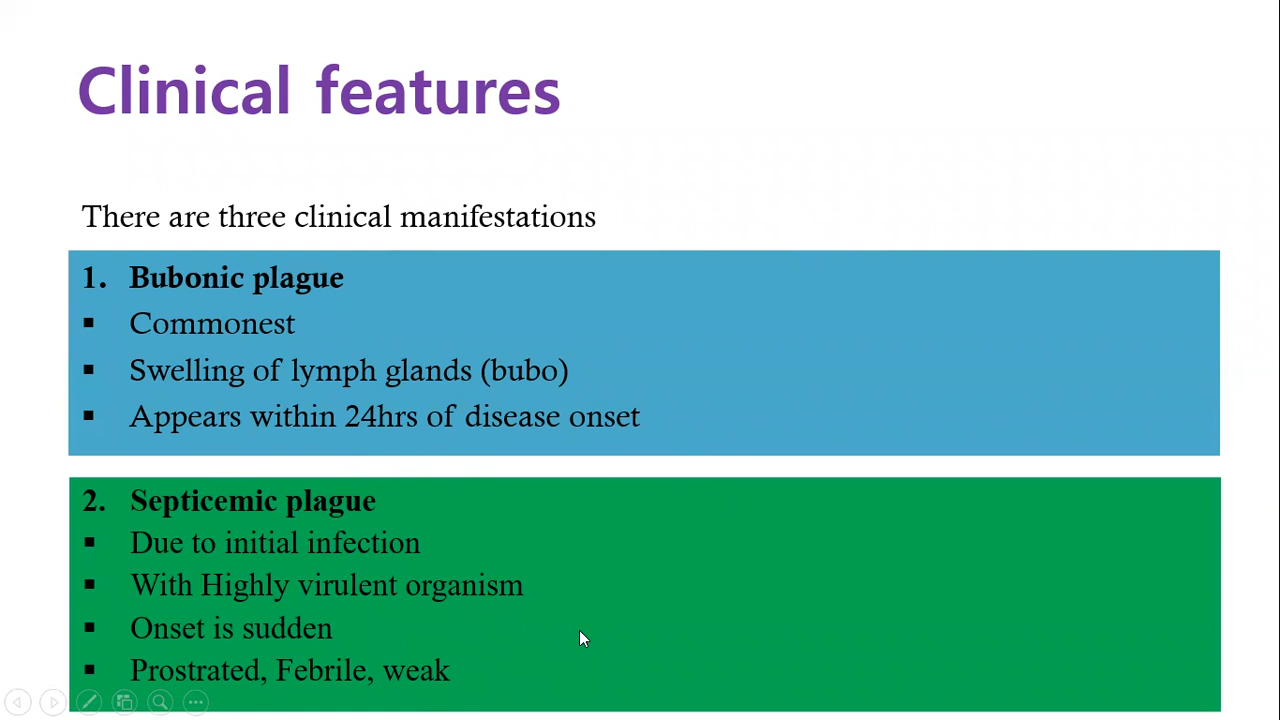 Clinical features
There are three clinical manifestations
1. Bubonic plague
▪ Commonest
▪ Swelling of lymph glands (bubo)
▪ Appears within 24hrs of disease onset
2. Septicemic plague
▪ Due to initial infection
▪ With Highly virulent organism
▪ Onset is sudden
▪ Prostrated, Febrile, weak